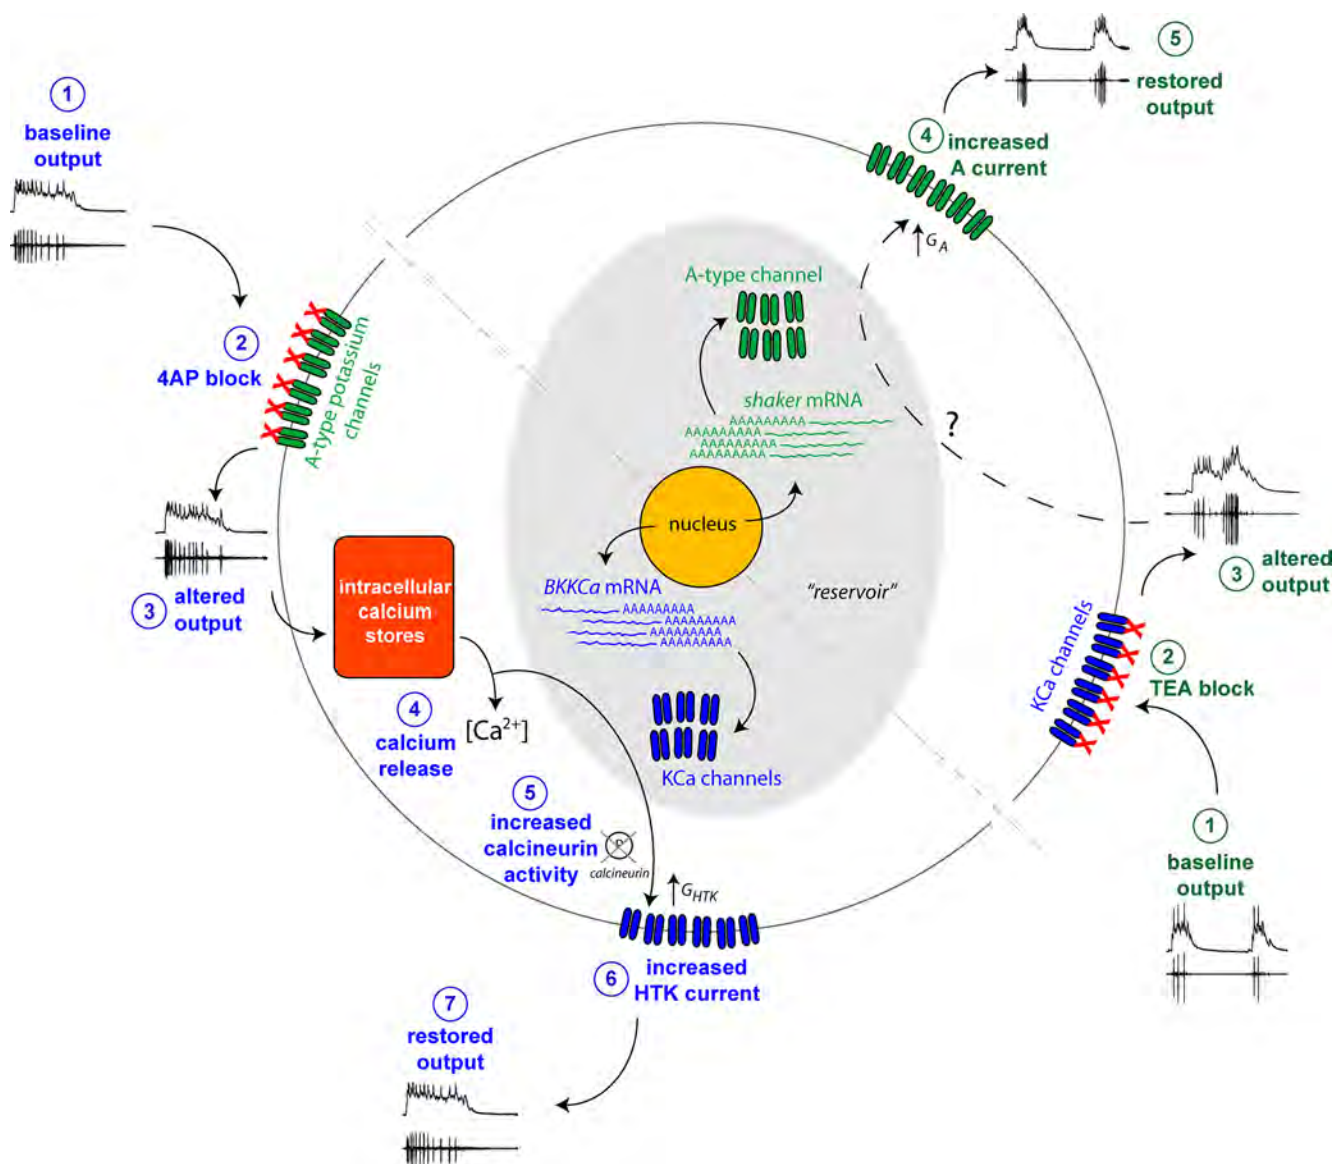 1
baseline
output
2
4AP block
A-type potassium
channels
3
altered
output
intracellular
calcium
stores
4
calcium
release
[Ca2+]
5
increased
calcineurin
activity
P
calcineurin
GHTK
6
increased
HTK current
7
restored
output
nucleus
BKKCa mRNA
AAAAAAAAA
AAAAAAAAA
AAAAAAAAA
AAAAAAAAA
KCa channels
"reservoir"
shaker mRNA
AAAAAAAAA
AAAAAAAAA
AAAAAAAAA
AAAAAAAAA
A-type channel
1
baseline
output
2
TEA block
KCa channels
3
altered
output
?
GA
4
increased
A current
5
restored
output